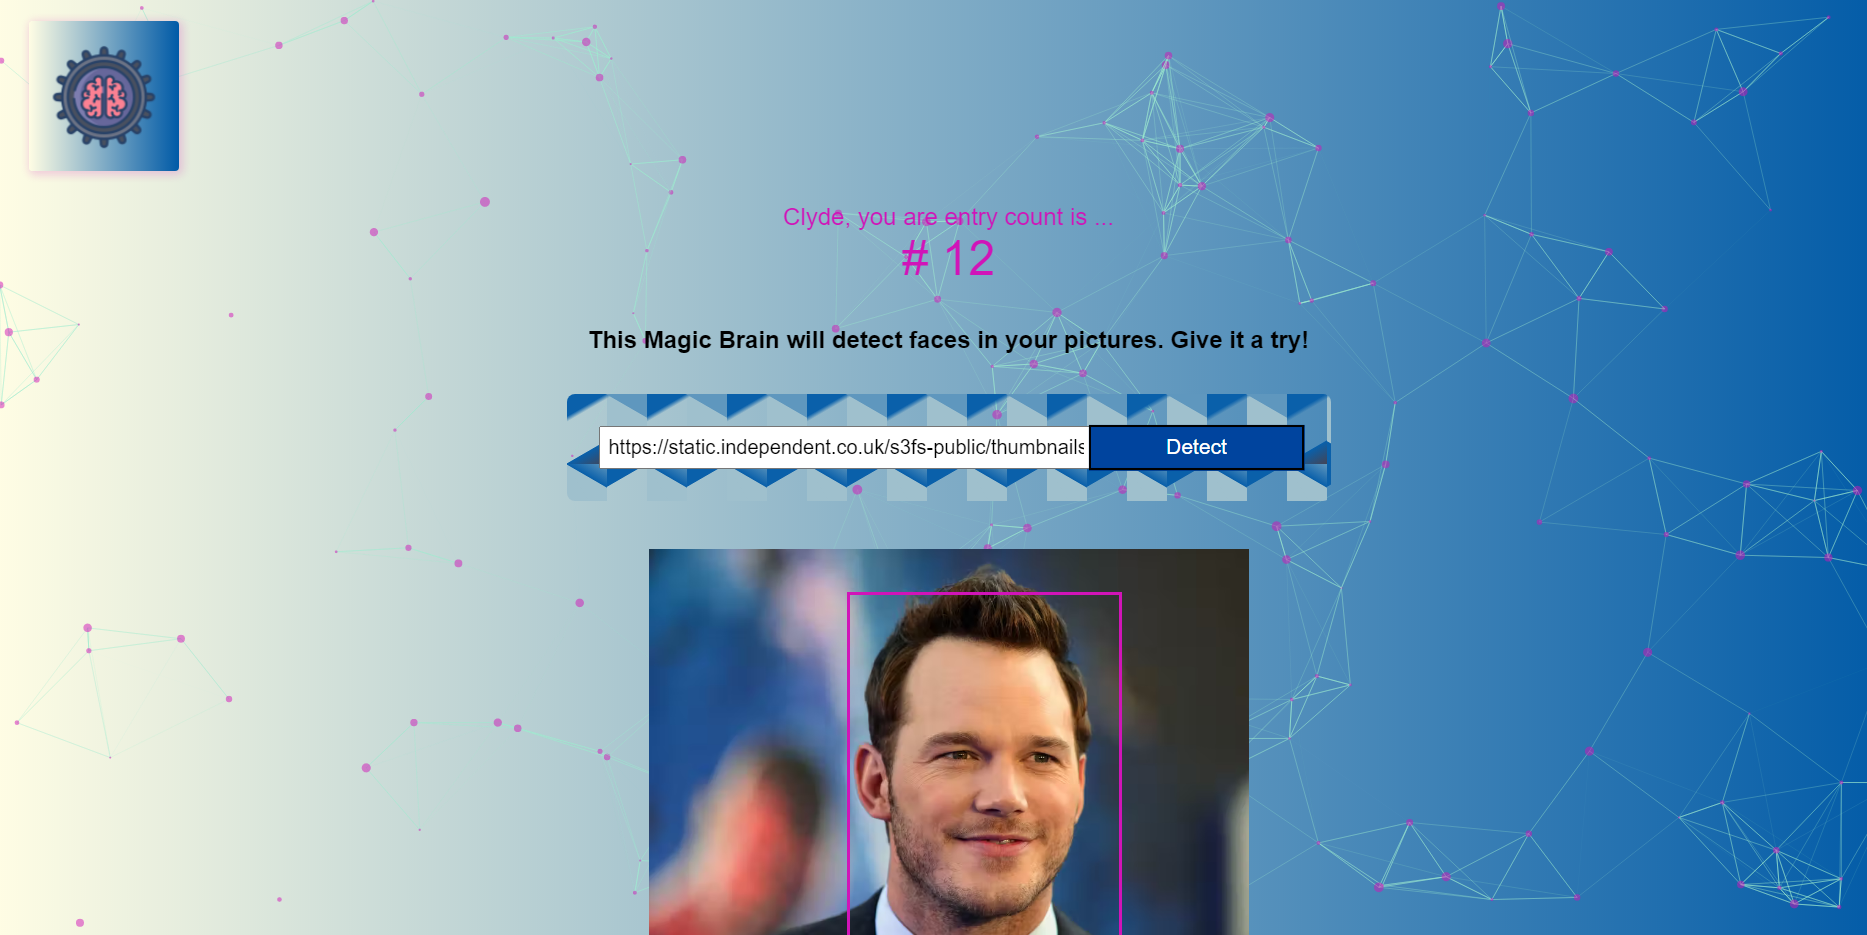 Clyde, you are entry count is ...
# 12
This Magic Brain will detect faces in your pictures. Give it a try!
https://static.independent.co.uk/s3fs-public/thumbnails
Detect